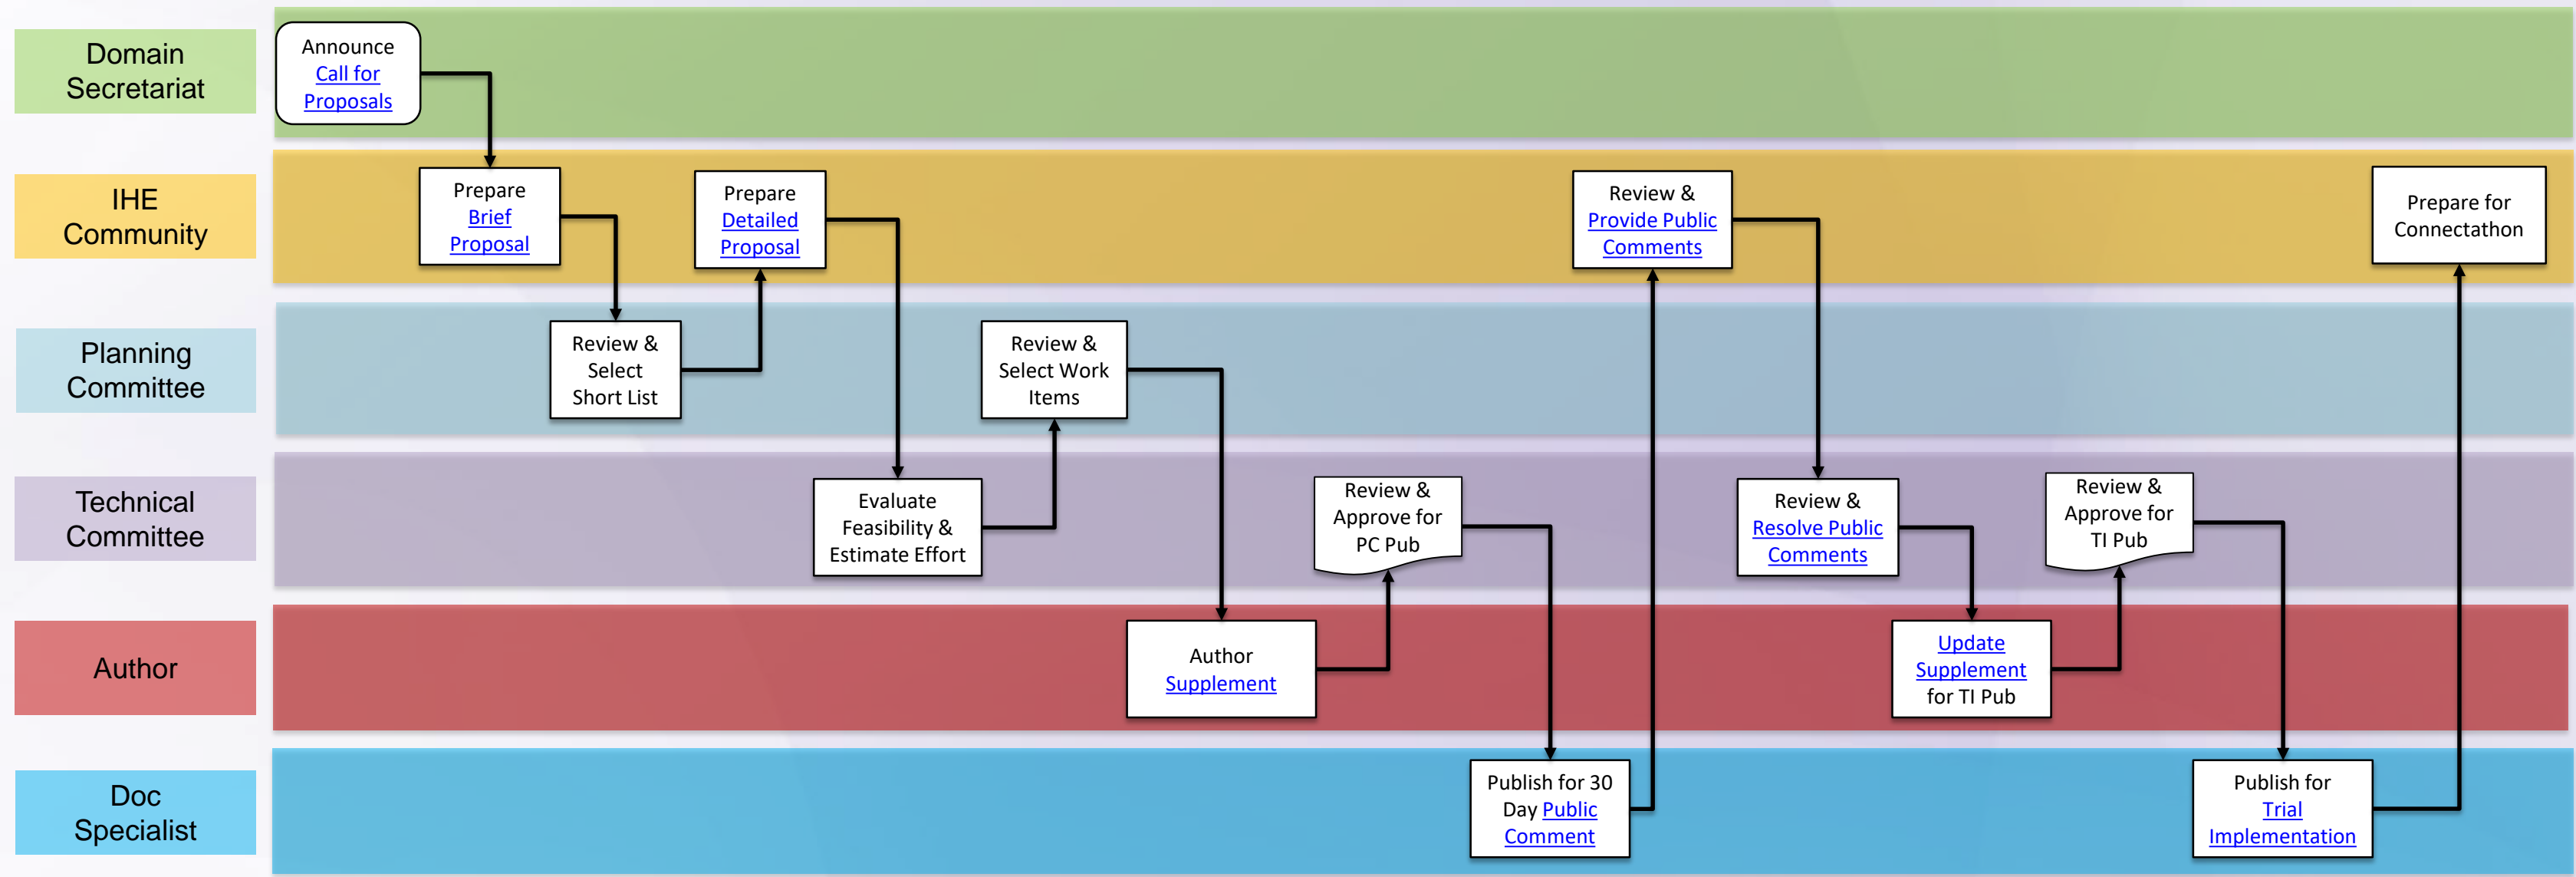 Domain
Secretariat
Announce
Call for
Proposals
IHE
Community
Prepare
Brief
Proposal
Prepare
Detailed
Proposal
Review &
Provide Public
Comments
Prepare for
Connectathon
Planning
Committee
Review &
Select
Short List
Review &
Select Work
Items
Technical
Committee
Evaluate
Feasibility &
Estimate Effort
Review &
Approve for
PC Pub
Review &
Resolve Public
Comments
Review &
Approve for
TI Pub
Author
Author
Supplement
Update
Supplement
for TI Pub
Doc
Specialist
Publish for 30
Day Public
Comment
Publish for
Trial
Implementation